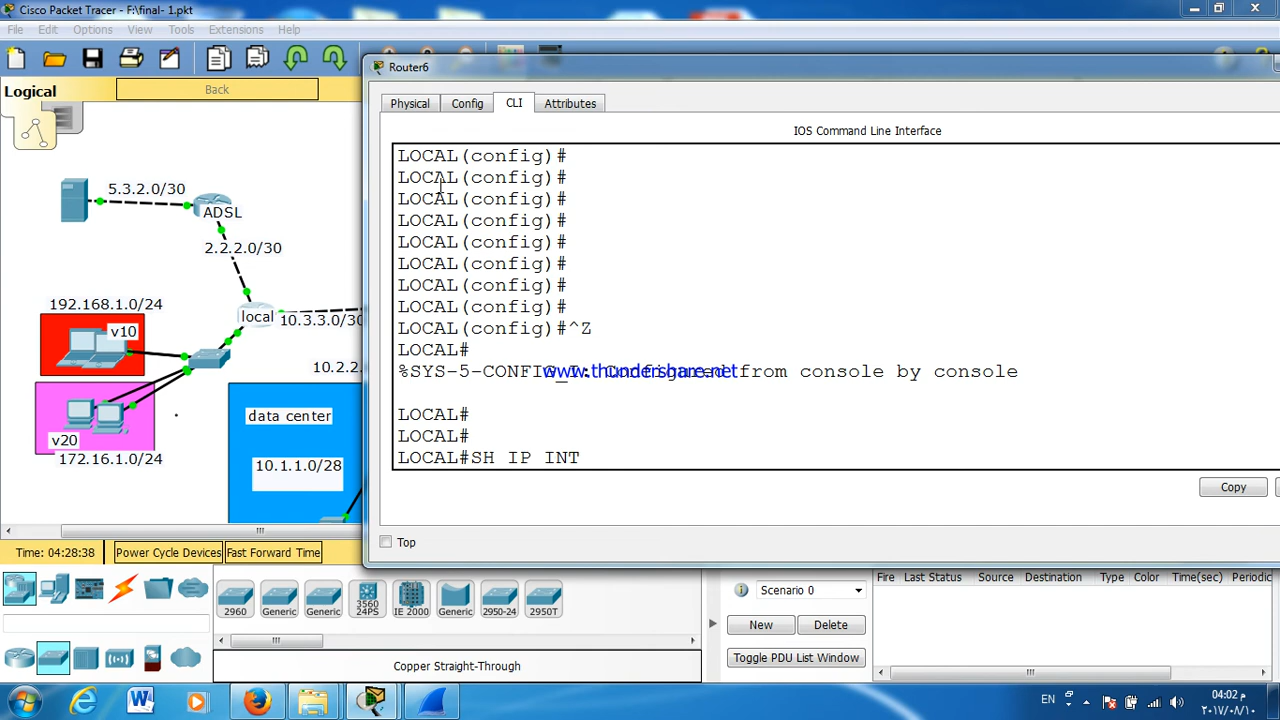 Cisco Packet Tracer - F:\final- 1.pkt
File Edit Options View Tools Extensions Help
Router6
Logical
Back
Physical Config CLI Attributes
IOS Command Line Interface
LOCAL(config)#
LOCAL(config)#
LOCAL(config)#
LOCAL(config)#
LOCAL(config)#
LOCAL(config)#
LOCAL(config)#
LOCAL(config)#
LOCAL(config)#^Z
LOCAL#
%SYS-5-CONFIG_I: Configured from console by console
www.thundershare.net
LOCAL#
LOCAL#
LOCAL#SH IP INT
Copy
Top
5.3.2.0/30
ADSL
2.2.2.0/30
192.168.1.0/24
local
10.3.3.0/30
v10
10.2.2.
data center
v20
172.16.1.0/24
10.1.1.0/28
Time: 04:28:38 Power Cycle Devices Fast Forward Time
2960 Generic Generic 3560 24PS IE 2000 Generic 2950-24 2950T
Copper Straight-Through
Scenario 0
New Delete
Toggle PDU List Window
Fire Last Status Source Destination Type Color Time(sec) Periodic
EN
04:02 م
٢٠١٧/٠٨/١٠